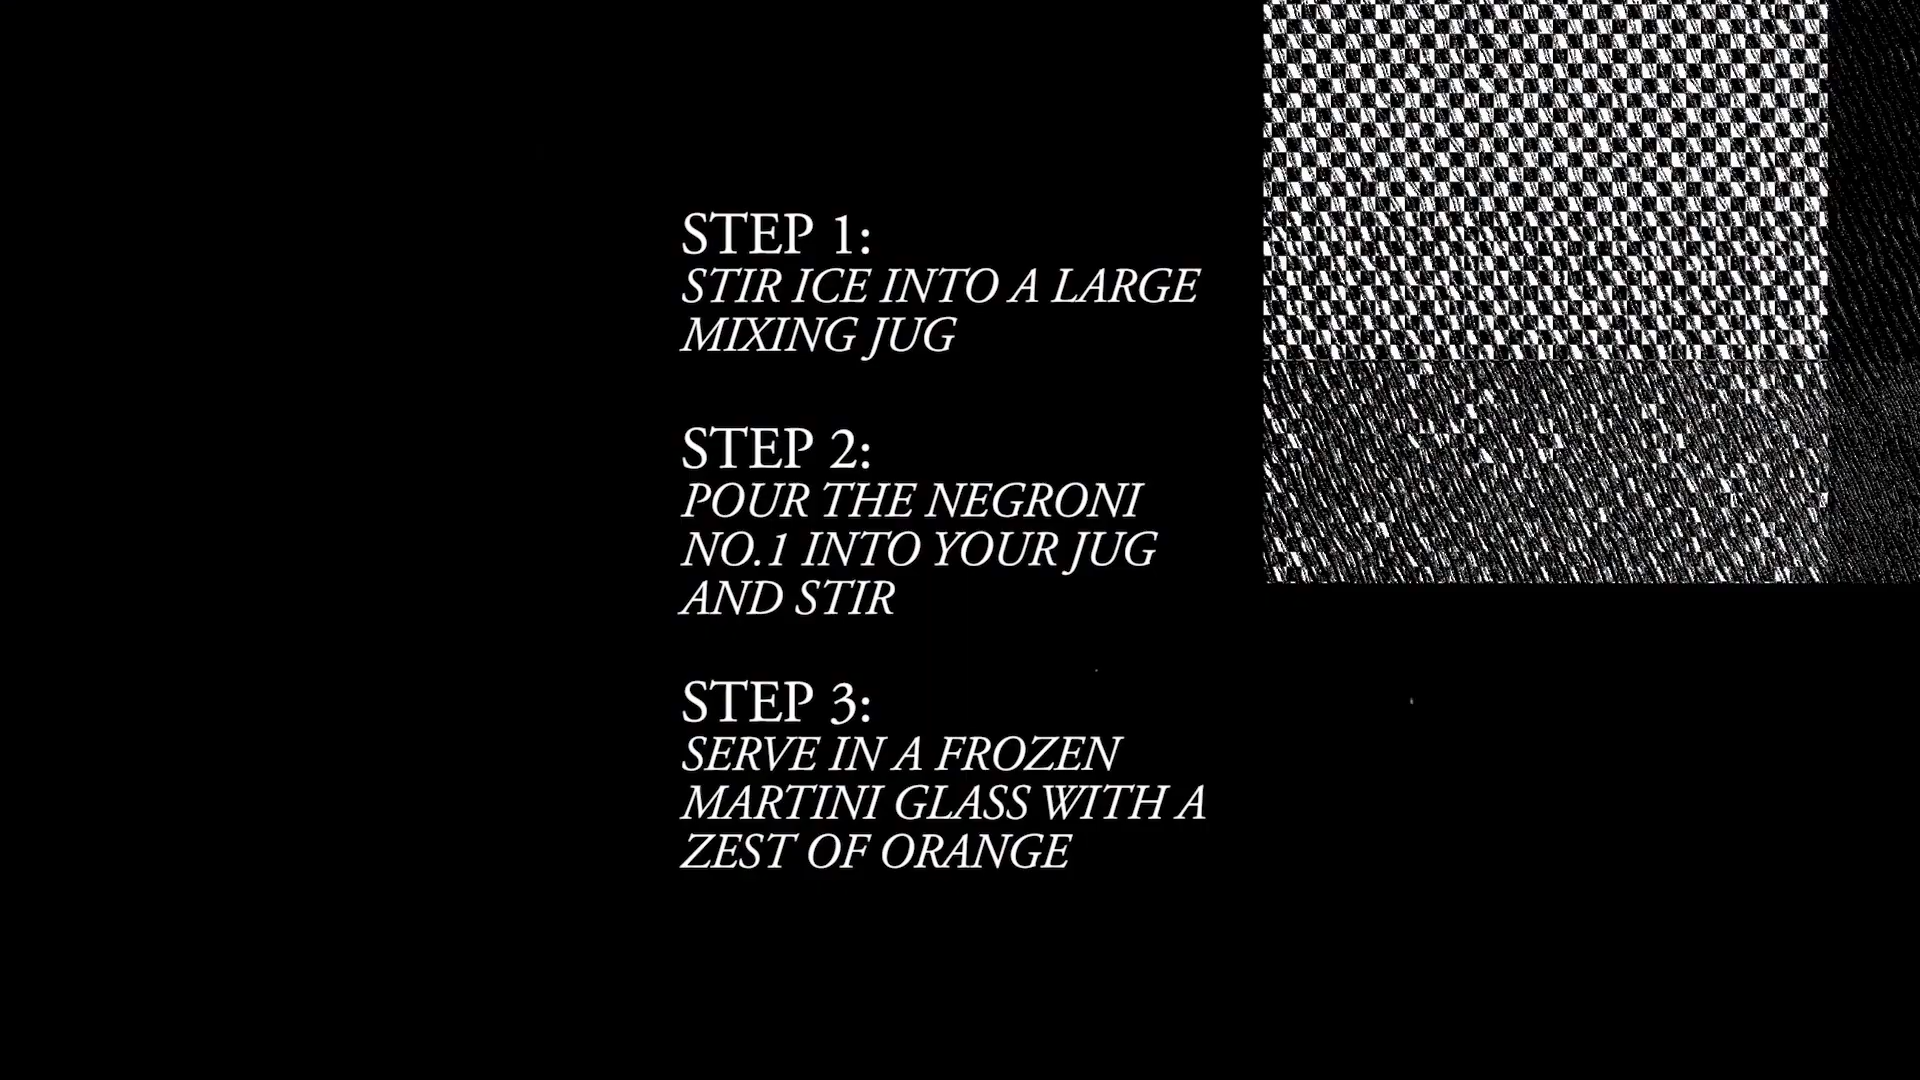 STEP 1:
STIR ICE INTO A LARGE
MIXING JUG
STEP 2:
POUR THE NEGRONI
NO.1 INTO YOUR JUG
AND STIR
STEP 3:
SERVE IN A FROZEN
MARTINI GLASS WITH A
ZEST OF ORANGE